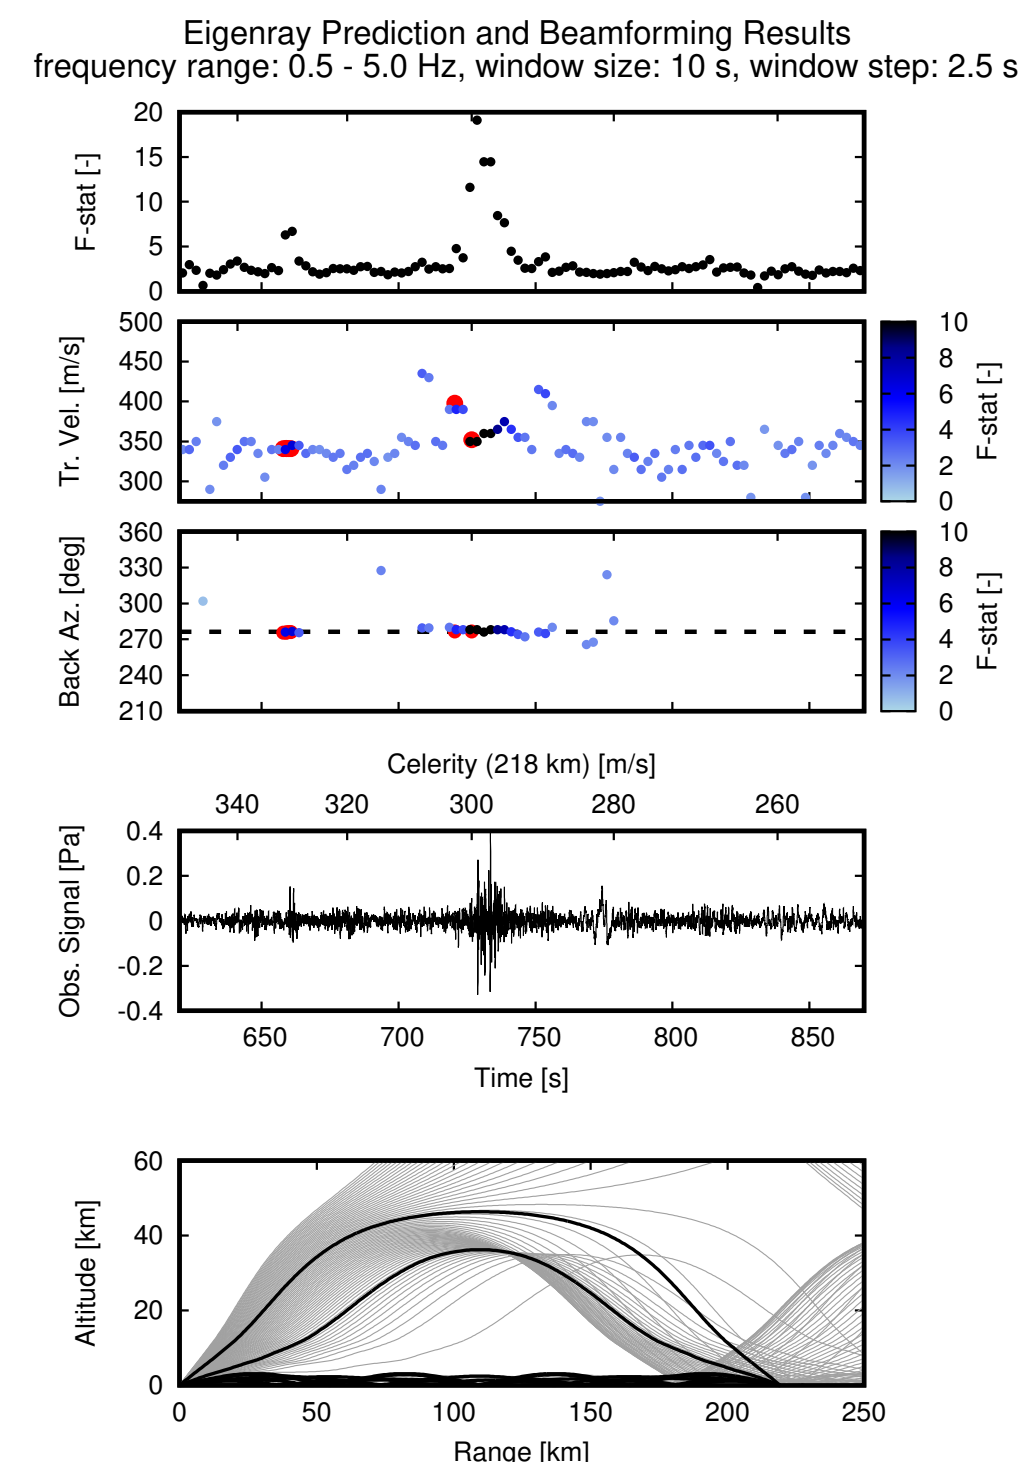 Eigenray Prediction and Beamforming Results
frequency range: 0.5 - 5.0 Hz, window size: 10 s, window step: 2.5 s
F-stat [-]
20
15
10
5
0
Tr. Vel. [m/s]
500
450
400
350
300
10
8
6
4
2
0
F-stat [-]
Back Az. [deg]
360
330
300
270
240
210
10
8
6
4
2
0
F-stat [-]
Celerity (218 km) [m/s]
340 320 300 280 260
Obs. Signal [Pa]
0.4
0.2
0
-0.2
-0.4
650 700 750 800 850
Time [s]
Altitude [km]
60
40
20
0
0 50 100 150 200 250
Range [km]